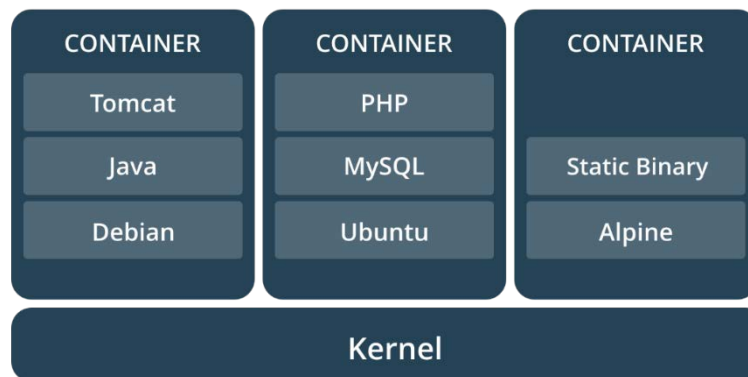 CONTAINER
Tomcat
Java
Debian
CONTAINER
PHP
MySQL
Ubuntu
CONTAINER
Static Binary
Alpine
Kernel